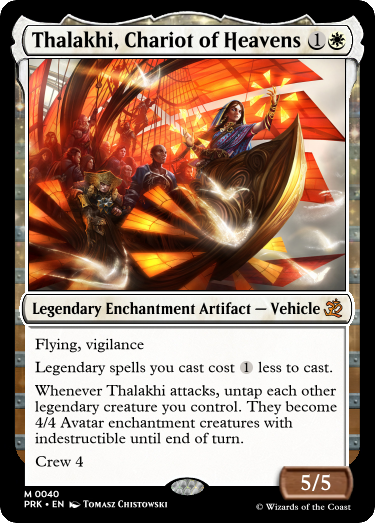 Thalakhi, Chariot of Heavens 1
Legendary Enchantment Artifact — Vehicle
Flying, vigilance
Legendary spells you cast cost 1 less to cast.
Whenever Thalakhi attacks, untap each other
legendary creature you control. They become
4/4 Avatar enchantment creatures with
indestructible until end of turn.
Crew 4
5/5
M 0040
PRK • EN Tomasz Chistowski
© Wizards of the Coast